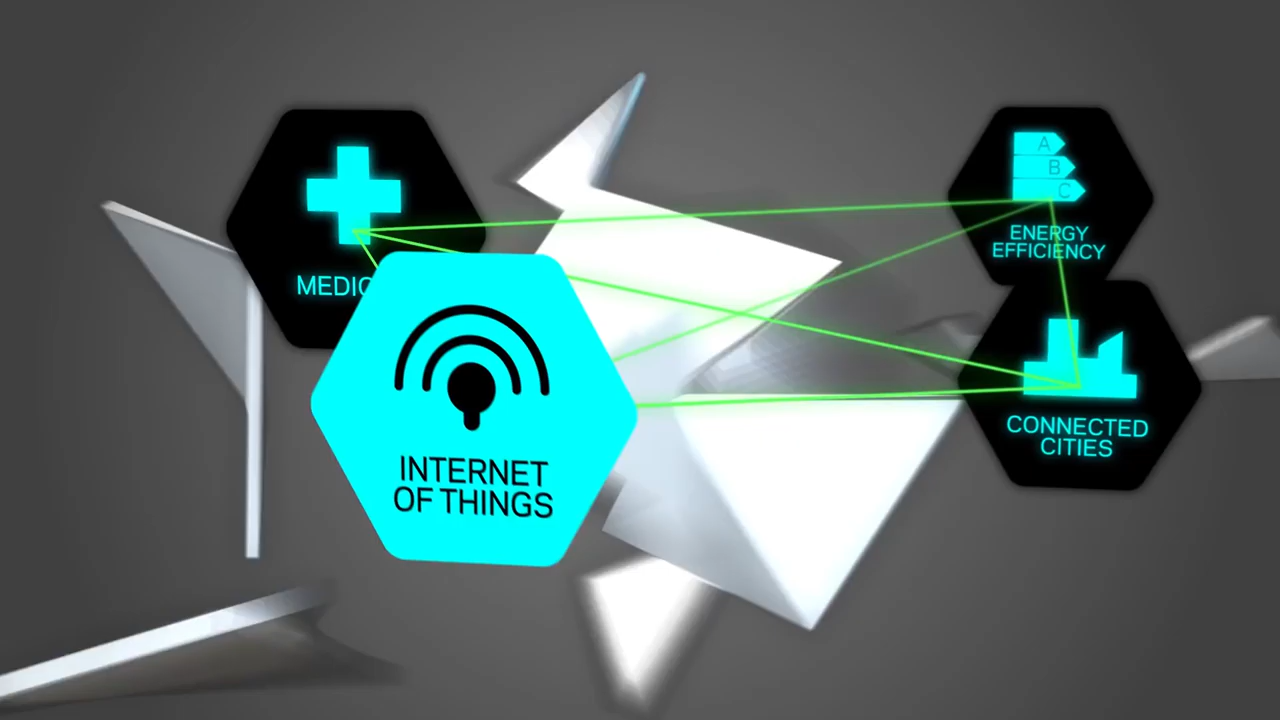 A
B
C
ENERGY
EFFICIENCY
INTERNET
OF THINGS
CONNECTED
CITIES